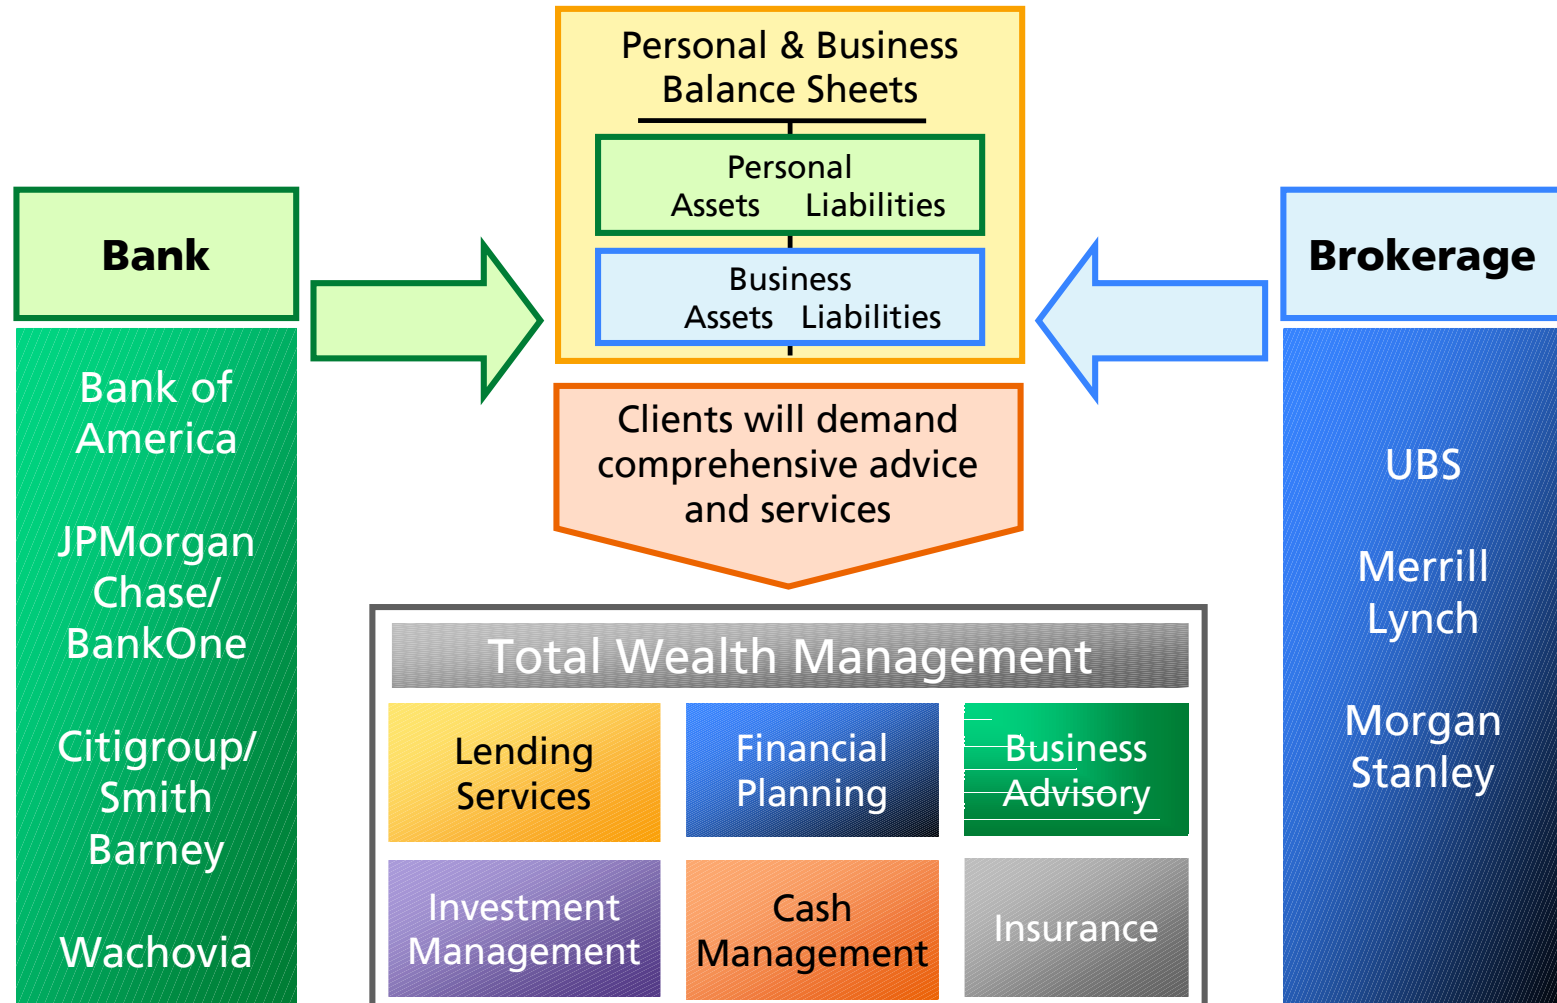 Personal & Business
Balance Sheets
Personal
Assets Liabilities
Business
Assets Liabilities
Bank
Bank of
America
JPMorgan
Chase/
BankOne
Citigroup/
Smith
Barney
Wachovia
Clients will demand
comprehensive advice
and services
Brokerage
UBS
Merrill
Lynch
Morgan
Stanley
Total Wealth Management
Lending
Services
Financial
Planning
Business
Advisory
Investment
Management
Cash
Management
Insurance